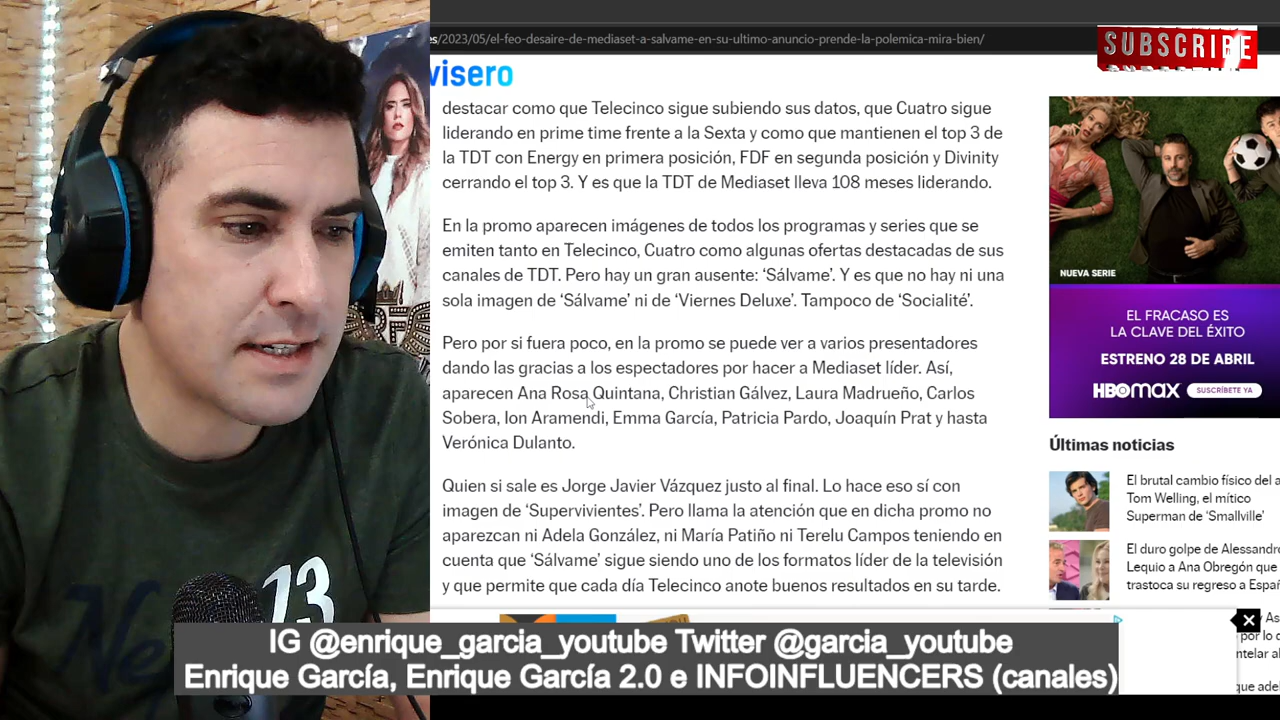 s/2023/05/el-feo-desaire-de-mediaset-a-salvame-en-su-ultimo-anuncio-prende-la-polemica-mira-bien/
SUBSCRIBE
visero
destacar como que Telecinco sigue subiendo sus datos, que Cuatro sigue
liderando en prime time frente a la Sexta y como que mantienen el top 3 de
la TDT con Energy en primera posición, FDF en segunda posición y Divinity
cerrando el top 3. Y es que la TDT de Mediaset lleva 108 meses liderando.
En la promo aparecen imágenes de todos los programas y series que se
emiten tanto en Telecinco, Cuatro como algunas ofertas destacadas de sus
canales de TDT. Pero hay un gran ausente: ‘Sálvame’. Y es que no hay ni una
sola imagen de ‘Sálvame’ ni de ‘Viernes Deluxe’. Tampoco de ‘Socialité’.
Pero por si fuera poco, en la promo se puede ver a varios presentadores
dando las gracias a los espectadores por hacer a Mediaset líder. Así,
aparecen Ana Rosa Quintana, Christian Gálvez, Laura Madrueño, Carlos
Sobera, Ion Aramendi, Emma García, Patricia Pardo, Joaquín Prat y hasta
Verónica Dulanto.
Quien si sale es Jorge Javier Vázquez justo al final. Lo hace eso sí con
imagen de ‘Supervivientes’. Pero llama la atención que en dicha promo no
aparezcan ni Adela González, ni María Patiño ni Terelu Campos teniendo en
cuenta que ‘Sálvame’ sigue siendo uno de los formatos líder de la televisión
y que permite que cada día Telecinco anote buenos resultados en su tarde.
NUEVA SERIE
EL FRACASO ES
LA CLAVE DEL ÉXITO
ESTRENO 28 DE ABRIL
HBOMAX SUSCRÍBETE YA
Últimas noticias
El brutal cambio físico del a
Tom Welling, el mítico
Superman de ‘Smallville’
El duro golpe de Alessandro
Lequio a Ana Obregón que
trastoca su regreso a Espa
por lo
ntelar al
que ade
73
IG @enrique_garcia_youtube Twitter @garcia_youtube
Enrique García, Enrique García 2.0 e INFOINFLUENCERS (canales)